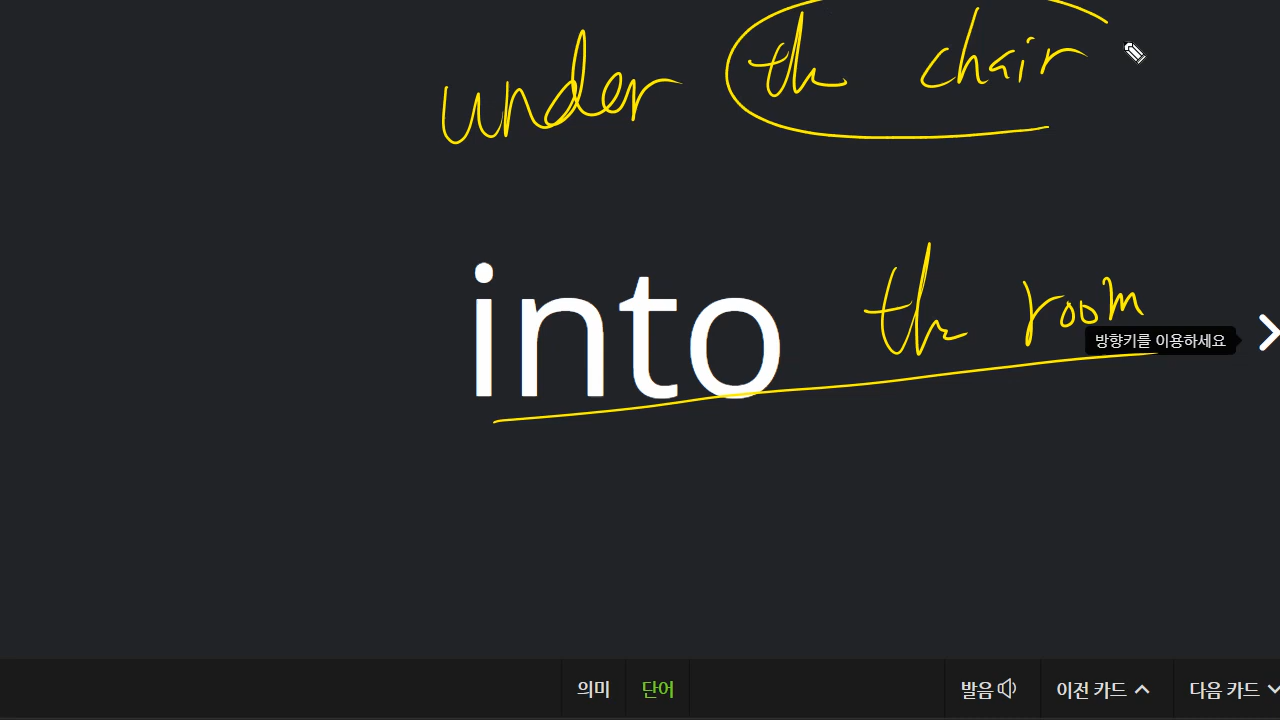 under the chair
into the room
방향키를 이용하세요
의미 단어 발음 이전 카드 다음 카드